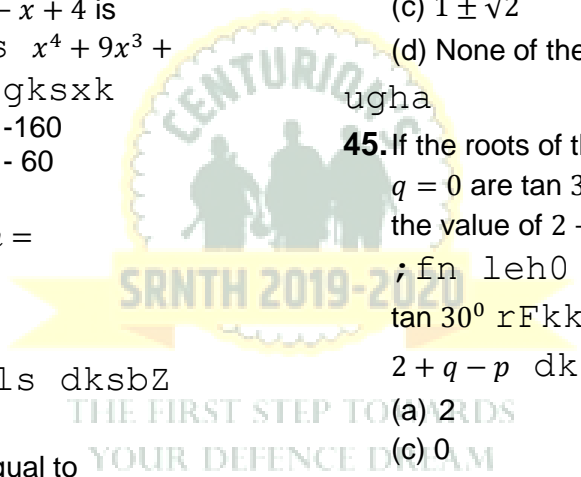 − x + 4 is
s x⁴ + 9x³ +
gksxk
-160
- 60
=
ls dksbZ
qual to
(c) 1 ± √2
(d) None of the
ugha
45. If the roots of t
q = 0 are tan 3
the value of 2
;fn leh0
tan 30⁰ rFkk
2 + q − p dk
(a) 2
(c) 0
CENTURION
SRNTH 2019-2020
THE FIRST STEP TOWARDS
YOUR DEFENCE DREAM